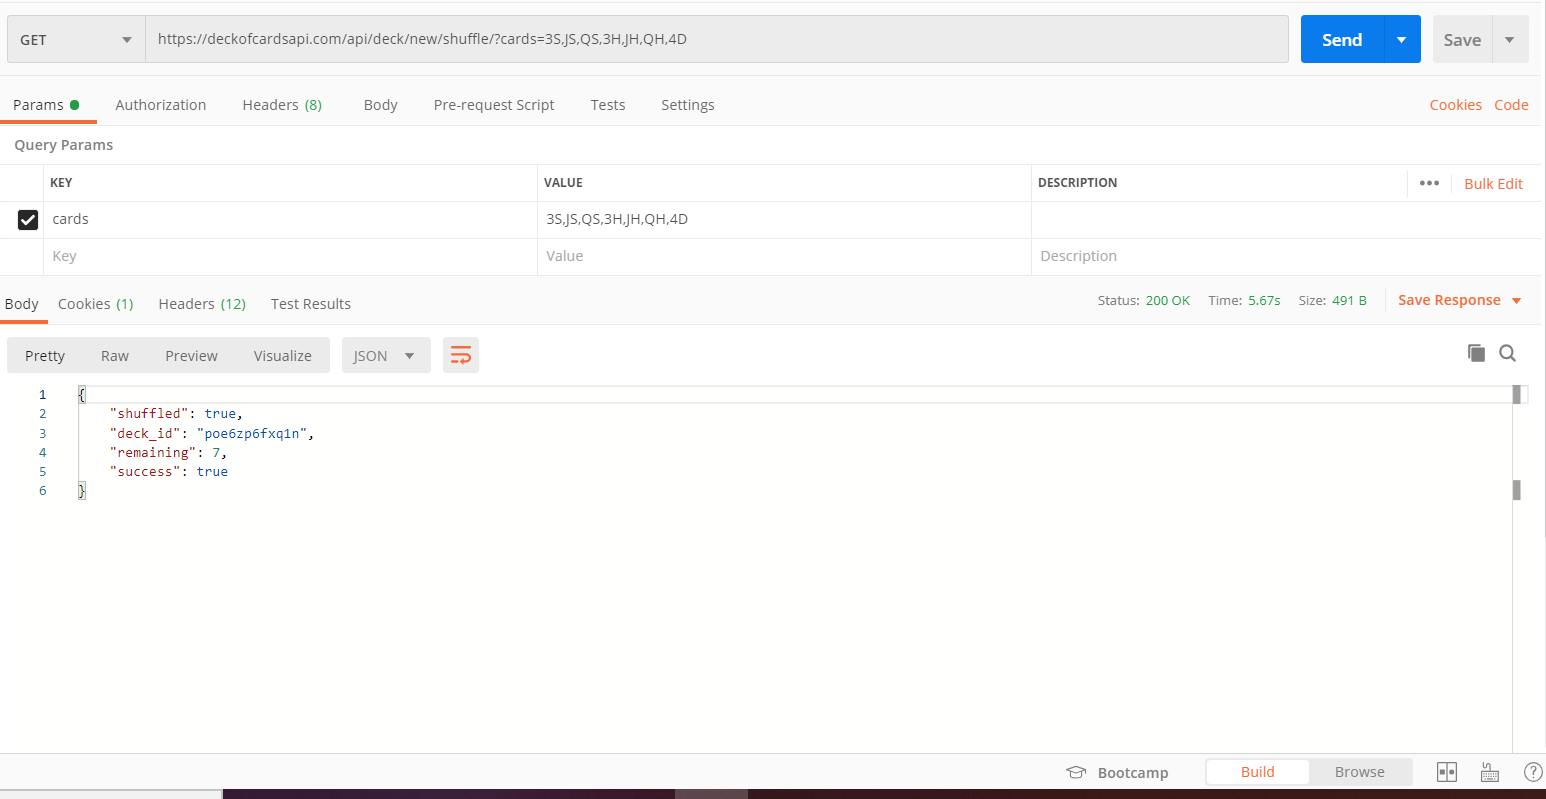 GET https://deckofcardsapi.com/api/deck/new/shuffle/?cards=3S,JS,QS,3H,JH,QH,4D Send Save
Params Authorization Headers (8) Body Pre-request Script Tests Settings Cookies Code
Query Params
KEY VALUE DESCRIPTION ••• Bulk Edit
cards 3S,JS,QS,3H,JH,QH,4D
Key Value Description
Body Cookies (1) Headers (12) Test Results Status: 200 OK Time: 5.67s Size: 491 B Save Response
Pretty Raw Preview Visualize JSON
1 {
2 "shuffled": true,
3 "deck_id": "poe6zp6fxq1n",
4 "remaining": 7,
5 "success": true
6 }
Bootcamp Build Browse ?